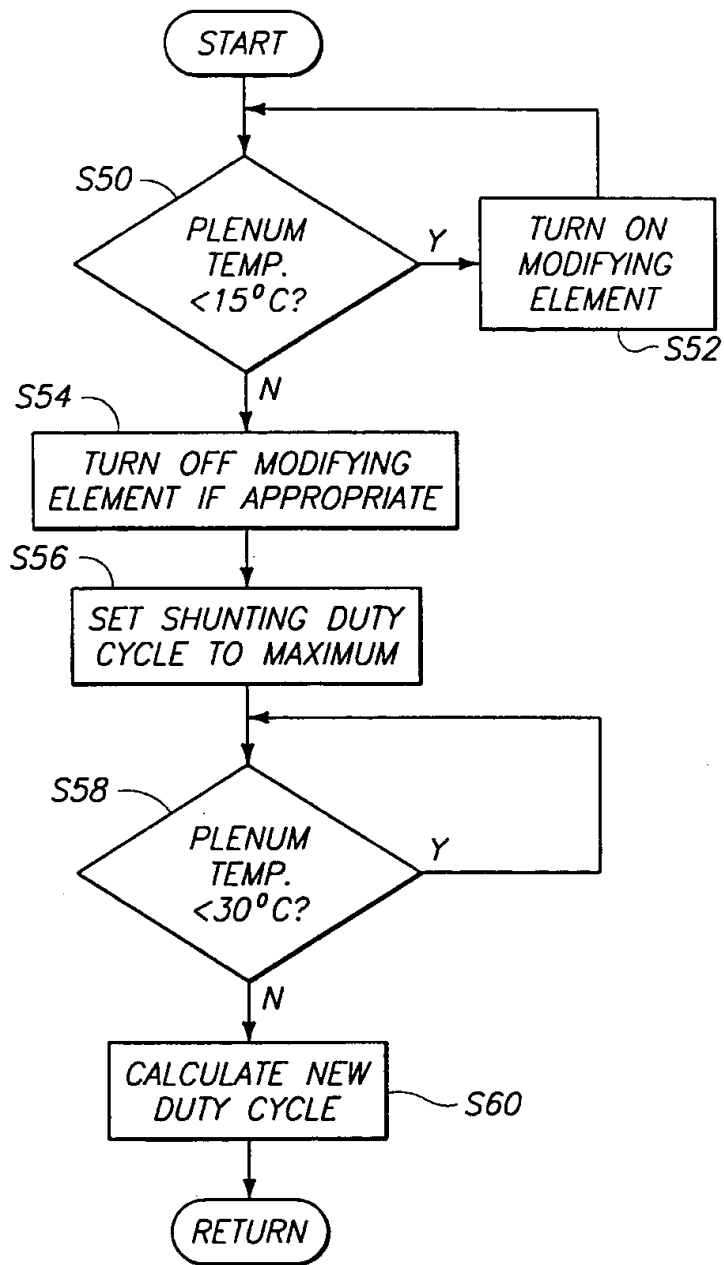 START
S50
PLENUM
TEMP.
<15°C?
Y
TURN ON
MODIFYING
ELEMENT
S52
N
S54
TURN OFF MODIFYING
ELEMENT IF APPROPRIATE
S56
SET SHUNTING DUTY
CYCLE TO MAXIMUM
S58
PLENUM
TEMP.
<30°C?
Y
N
CALCULATE NEW
DUTY CYCLE
S60
RETURN